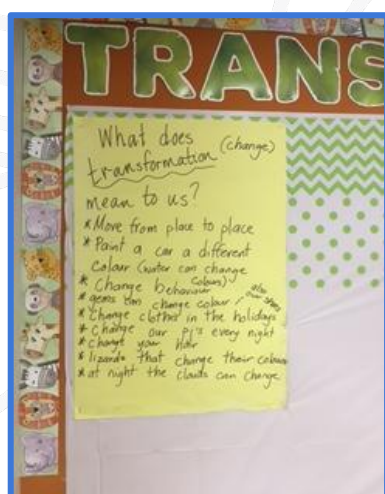 TRANS
What does
transformation (change)
mean to us?
* Move from place to place
* Paint a car a different
colour (water can change
colours)
* Change behaviour
* gems can change colour - also
* change clothes in the holidays
* change our PJ's every night
* change your hair
* lizards that change their colours
* at night the clouds can change